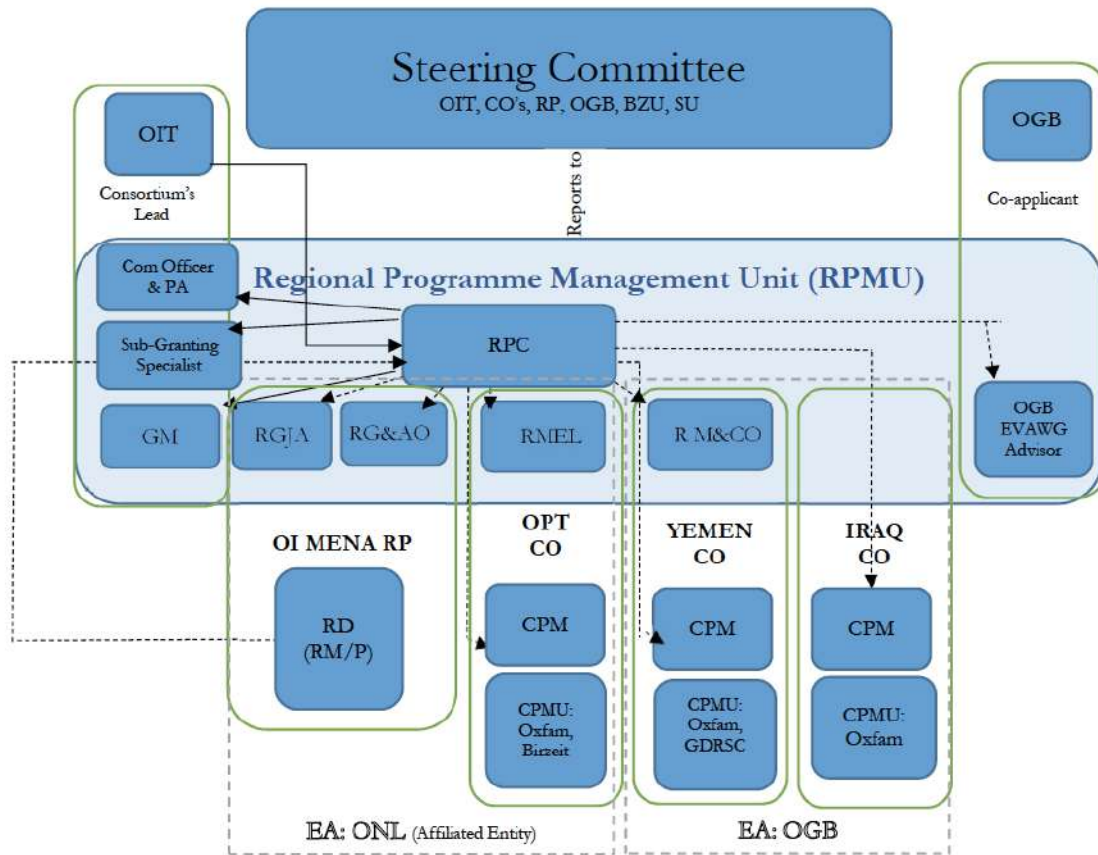 Steering Committee
OIT, CO's, RP, OGB, BZU, SU
OIT
Consortium's
Lead
Reports to
OGB
Co-applicant
Regional Programme Management Unit (RPMU)
Com Officer
& PA
Sub-Granting
Specialist
RPC
GM
RGJA
RG&AO
RMEL
R M&CO
OGB
EVAWG
Advisor
OI MENA RP
OPT
CO
YEMEN
CO
IRAQ
CO
RD
(RM/P)
CPM
CPM
CPM
CPMU:
Oxfam,
Birzeit
CPMU:
Oxfam,
GDRSC
CPMU:
Oxfam
EA: ONL (Affiliated Entity)
EA: OGB